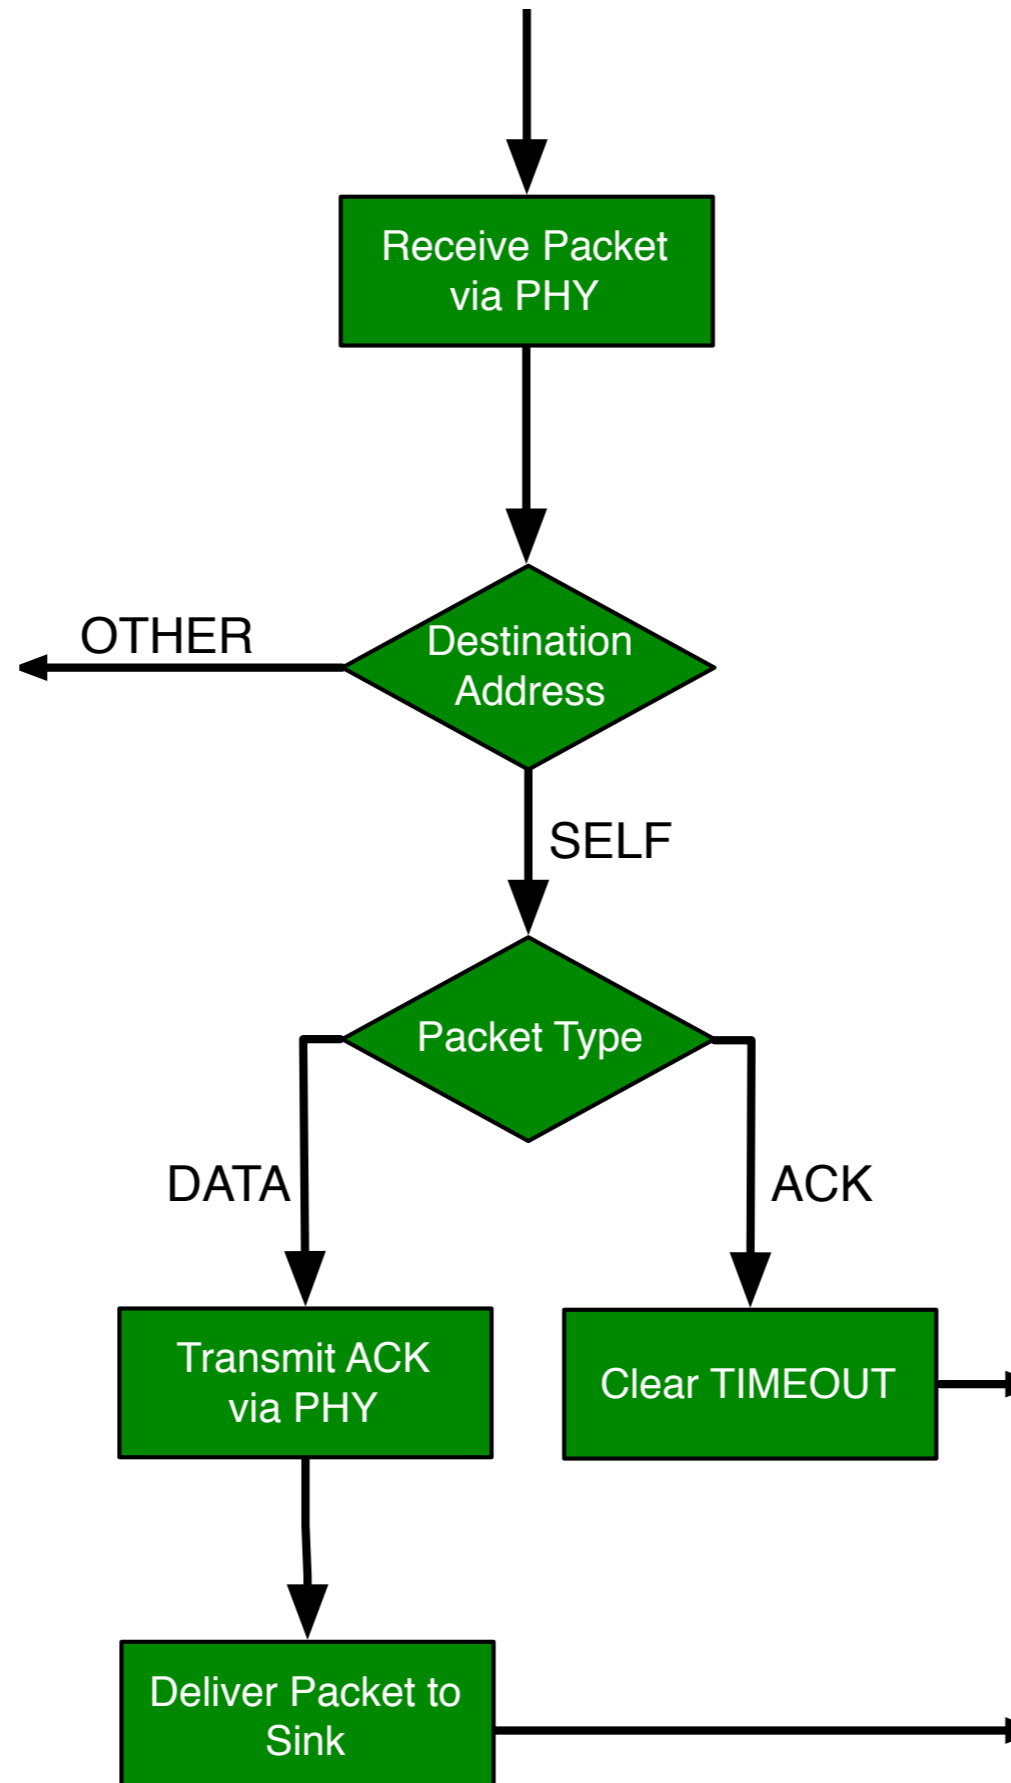 Receive Packet
via PHY
OTHER
Destination
Address
SELF
Packet Type
DATA
ACK
Transmit ACK
via PHY
Clear TIMEOUT
Deliver Packet to
Sink